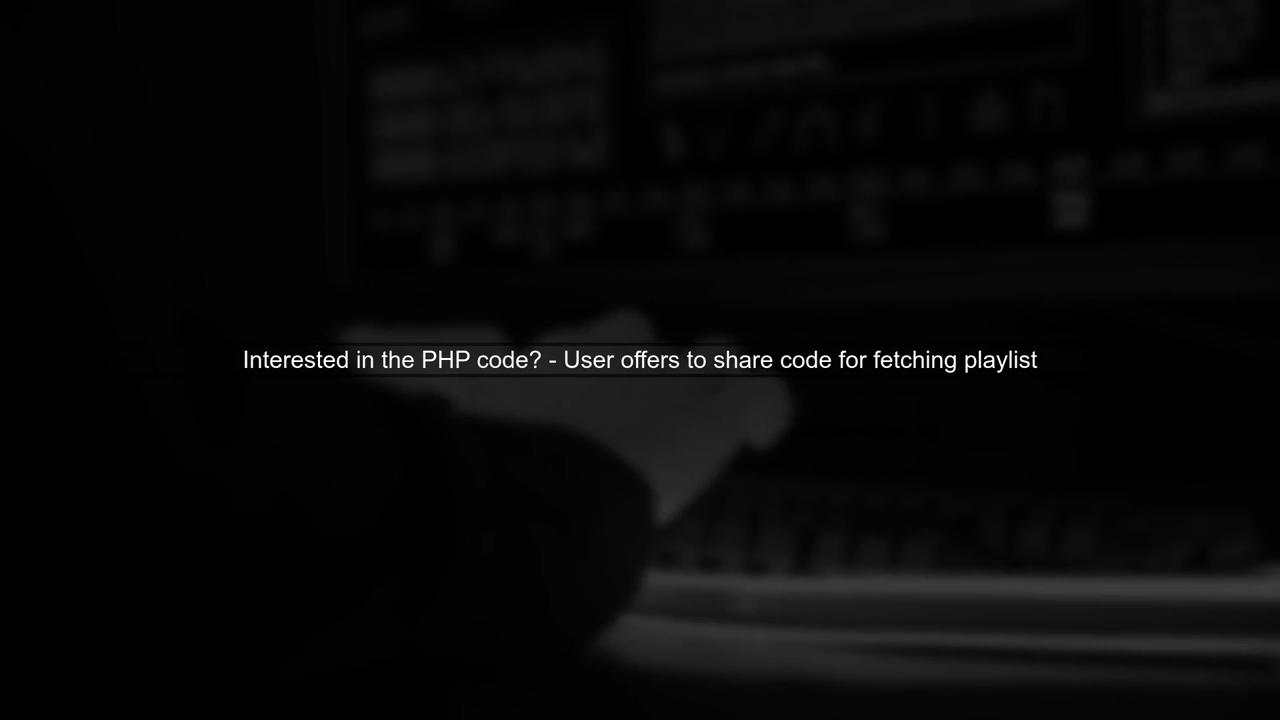 Interested in the PHP code? - User offers to share code for fetching playlist